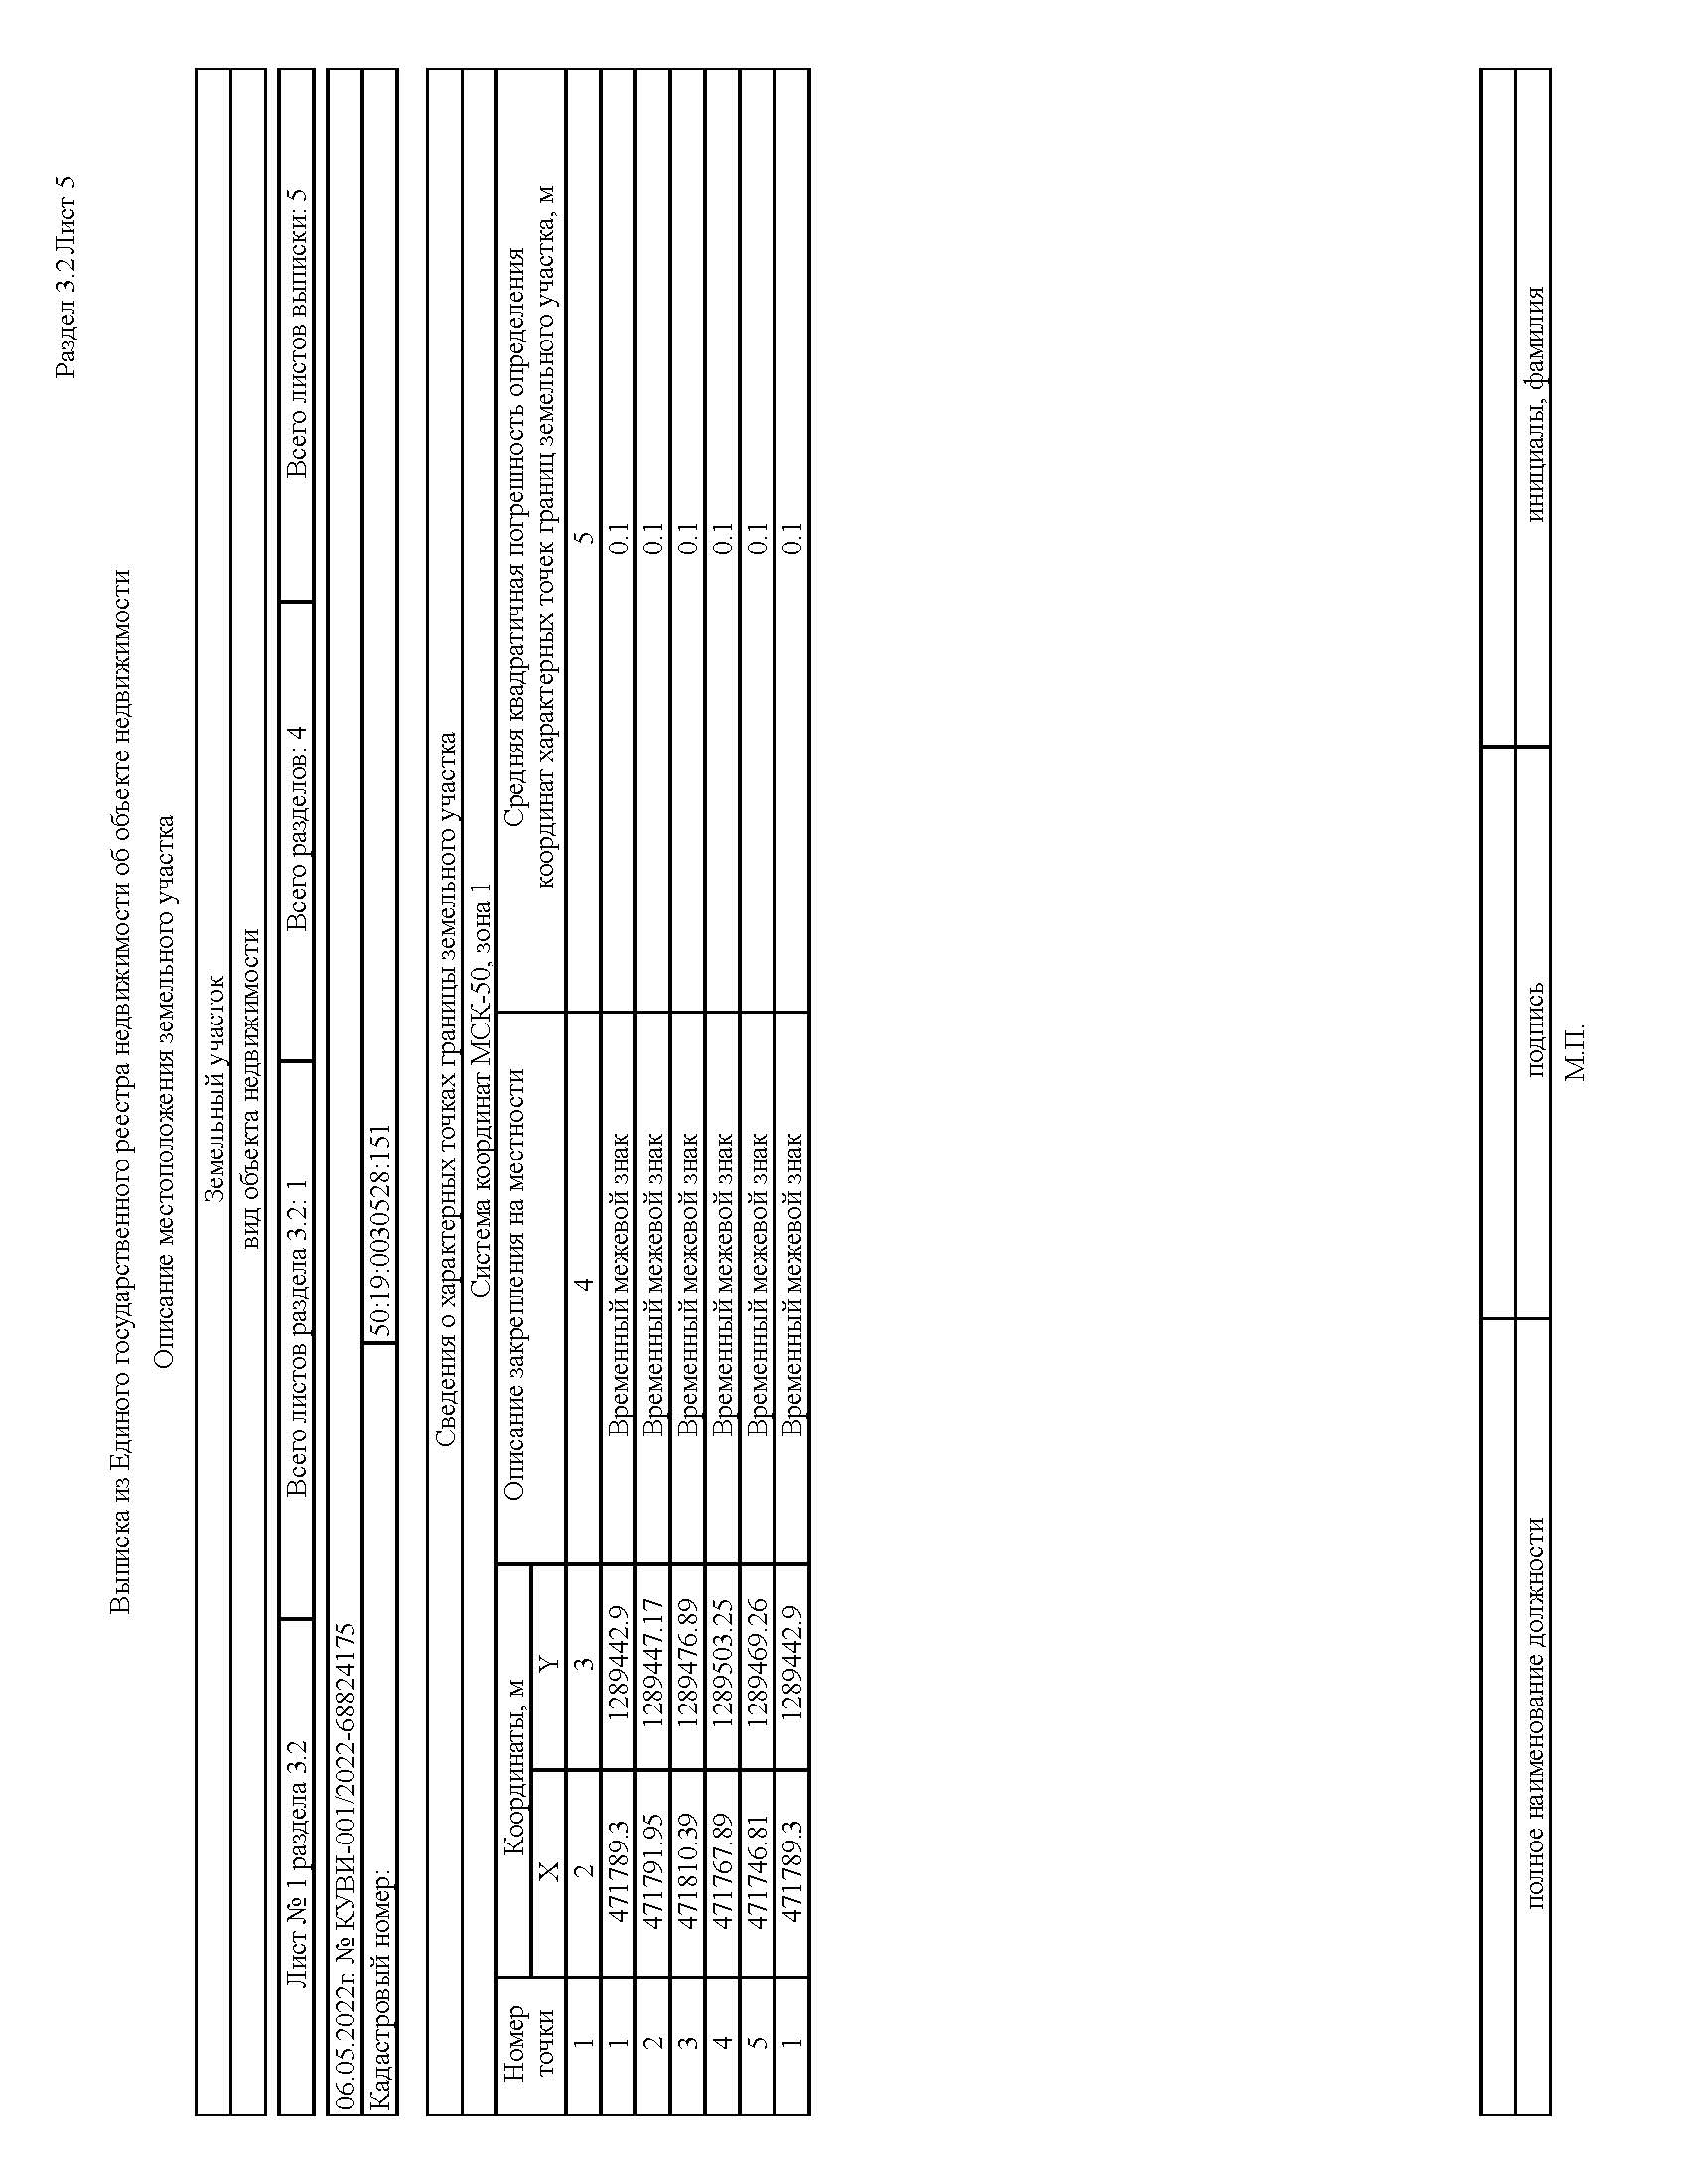 Раздел 3.2 Лист 5
Выписка из Единого государственного реестра недвижимости об объекте недвижимости
Описание местоположения земельного участка
Земельный участок
вид объекта недвижимости
Лист № 1 раздела 3.2 Всего листов раздела 3.2: 1 Всего разделов: 4 Всего листов выписки: 5
06.05.2022г. № КУВИ-001/2022-68824175
Кадастровый номер: 50:19:0030528:151
Сведения о характерных точках границы земельного участка
Система координат МСК-50, зона 1
Номер точки Координаты, м Описание закрепления на местности Средняя квадратичная погрешность определения
координат характерных точек границ земельного участка, м
X Y
1 2 3 4 5
1 471789.3 1289442.9 Временный межевой знак 0.1
2 471791.95 1289447.17 Временный межевой знак 0.1
3 471810.39 1289476.89 Временный межевой знак 0.1
4 471767.89 1289503.25 Временный межевой знак 0.1
5 471746.81 1289469.26 Временный межевой знак 0.1
1 471789.3 1289442.9 Временный межевой знак 0.1
полное наименование должности подпись инициалы, фамилия
М.П.